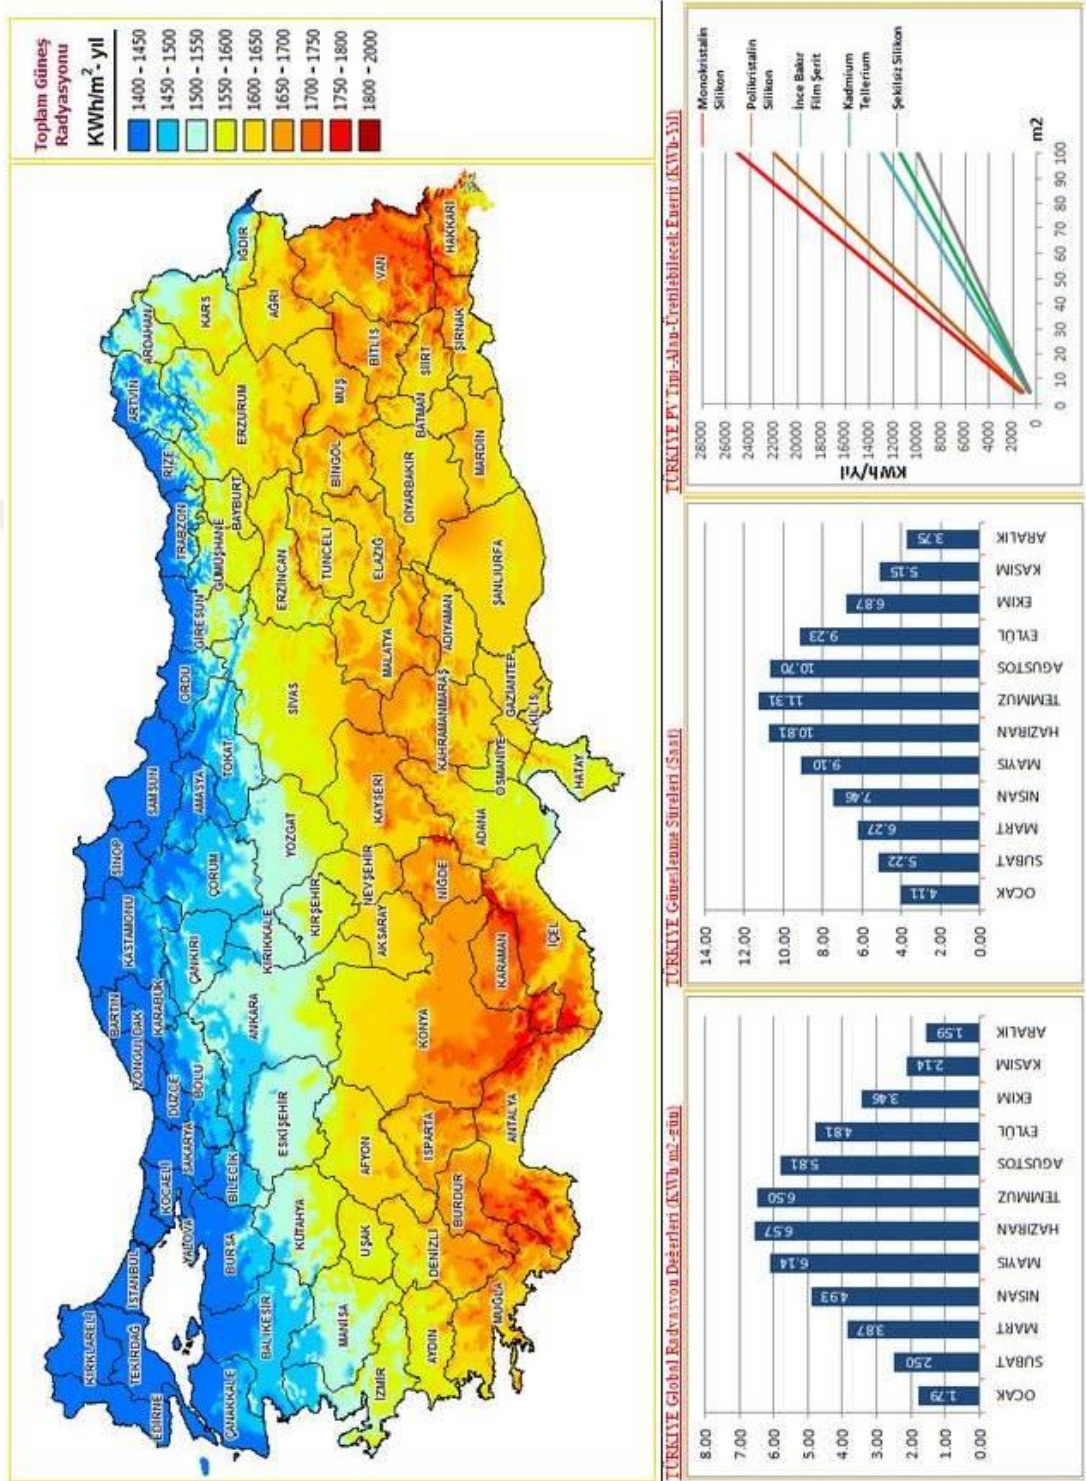 Toplam Güneş
Radyasyonu
KWh/m²-yıl
1400 - 1450
1450 - 1500
1500 - 1550
1550 - 1600
1600 - 1650
1650 - 1700
1700 - 1750
1750 - 1800
1800 - 2000
KIRKLARELİ
EDİRNE
TEKİRDAĞ
İSTANBUL
KOCAELİ
YALOVA
SAKARYA
DÜZCE
ZONGULDAK
BARTIN
KARABÜK
KASTAMONU
SİNOP
SAMSUN
ORDU
GİRESUN
TRABZON
RİZE
ARTVİN
ARDAHAN
KARS
IĞDIR
ÇANAKKALE
BALIKESİR
BURSA
BİLECİK
BOLU
ÇANKIRI
ÇORUM
AMASYA
TOKAT
GÜMÜŞHANE
BAYBURT
ERZURUM
AĞRI
ESKİŞEHİR
ANKARA
KIRIKKALE
YOZGAT
SİVAS
ERZİNCAN
KÜTAHYA
MANİSA
İZMİR
UŞAK
AFYON
KIRŞEHİR
NEVŞEHİR
AKSARAY
KAYSERİ
MALATYA
TUNCELİ
ELAZIĞ
BİNGÖL
MUŞ
BİTLİS
VAN
AYDIN
DENİZLİ
ISPARTA
BURDUR
KONYA
NİĞDE
KAHRAMANMARAŞ
ADIYAMAN
DİYARBAKIR
BATMAN
SİİRT
ŞIRNAK
HAKKARİ
MUĞLA
ANTALYA
KARAMAN
İÇEL
ADANA
OSMANİYE
HATAY
GAZİANTEP
KİLİS
ŞANLIURFA
MARDİN
TÜRKİYE Global Radyasyon Değerleri (KWh/m2-gün)
8.00
7.00
6.00
5.00
4.00
3.00
2.00
1.00
0.00
1.79
2.50
3.87
4.93
6.14
6.57
6.50
5.81
4.81
3.46
2.14
1.59
OCAK
SUBAT
MART
NISAN
MAYIS
HAZIRAN
TEMMUZ
AGUSTOS
EYLÜL
EKIM
KASIM
ARALIK
TÜRKİYE Güneşlenme Süreleri (Saat)
14.00
12.00
10.00
8.00
6.00
4.00
2.00
0.00
4.11
5.22
6.27
7.46
9.10
10.81
11.31
10.70
9.23
6.87
5.15
3.75
OCAK
SUBAT
MART
NISAN
MAYIS
HAZIRAN
TEMMUZ
AGUSTOS
EYLÜL
EKIM
KASIM
ARALIK
TÜRKİYE PV Tipi-Alan-Üretilebilecek Enerji (KWh-Yıl)
KWh/Yıl
28000
26000
24000
22000
20000
18000
16000
14000
12000
10000
8000
6000
4000
2000
0
0 10 20 30 40 50 60 70 80 90 100
m2
Monokristalin
Silikon
Polikristalin
Silikon
İnce Bakır
Film Şerit
Kadmium
Tellerium
Şekilsiz Silikon